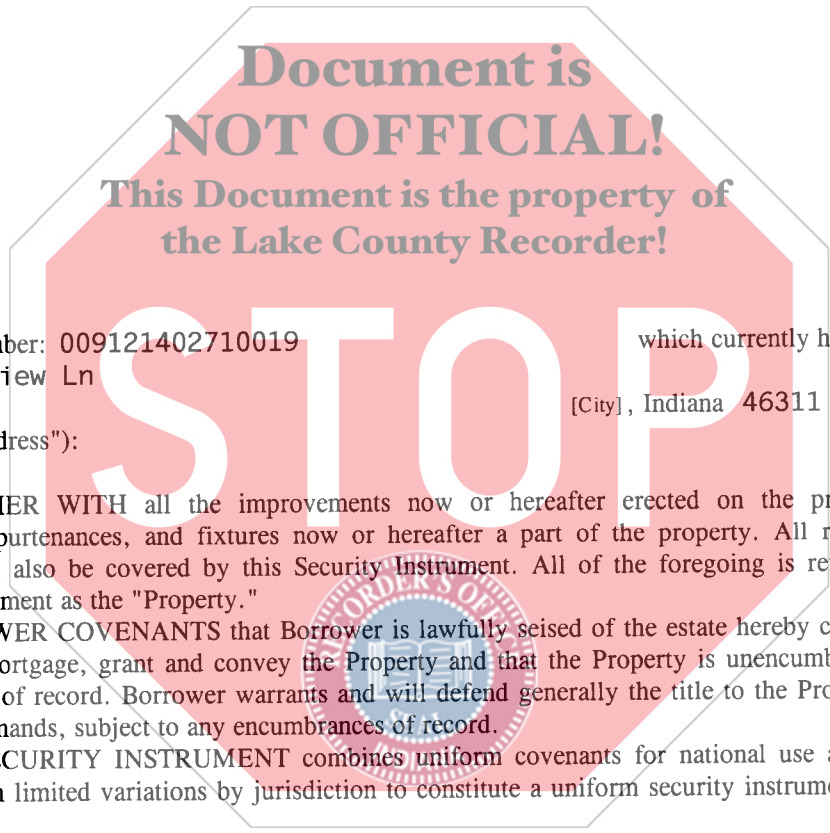 Document is
NOT OFFICIAL!
This Document is the property of
the Lake County Recorder!
STOP
ber: 009121402710019 which currently h
iew Ln
[City], Indiana 46311
dress"):
IER WITH all the improvements now or hereafter erected on the pr
purtenances, and fixtures now or hereafter a part of the property. All r
also be covered by this Security Instrument. All of the foregoing is re
ment as the "Property."
WER COVENANTS that Borrower is lawfully seised of the estate hereby c
ortgage, grant and convey the Property and that the Property is unencumb
of record. Borrower warrants and will defend generally the title to the Pro
nands, subject to any encumbrances of record.
CURITY INSTRUMENT combines uniform covenants for national use a
limited variations by jurisdiction to constitute a uniform security instrume
RECORDER'S OFFICE
SEAL